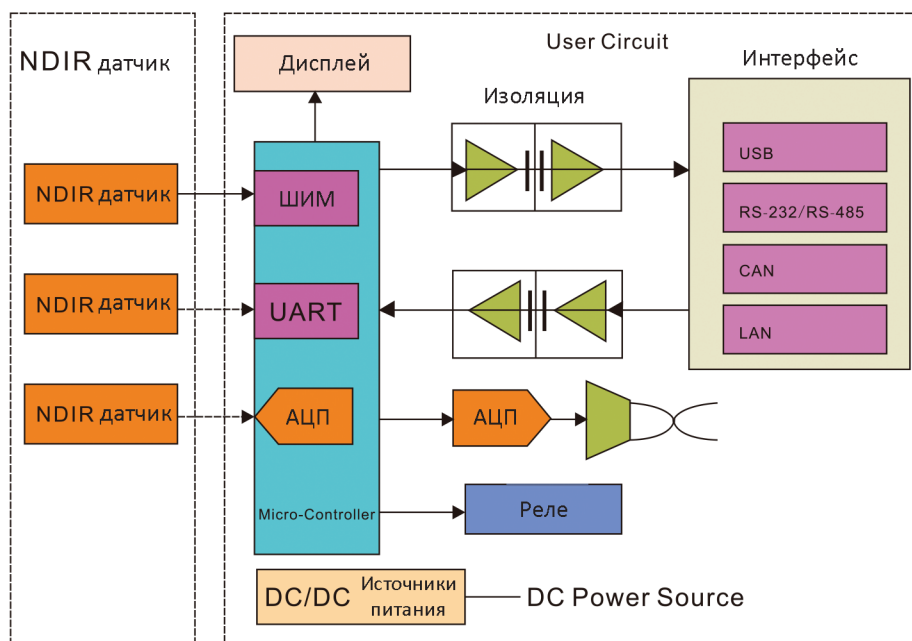 NDIR датчик
User Circuit
Дисплей
Изоляция
Интерфейс
NDIR датчик
ШИМ
USB
RS-232/RS-485
NDIR датчик
UART
CAN
LAN
NDIR датчик
АЦП
АЦП
Micro-Controller
Реле
DC/DC Источники
питания
DC Power Source